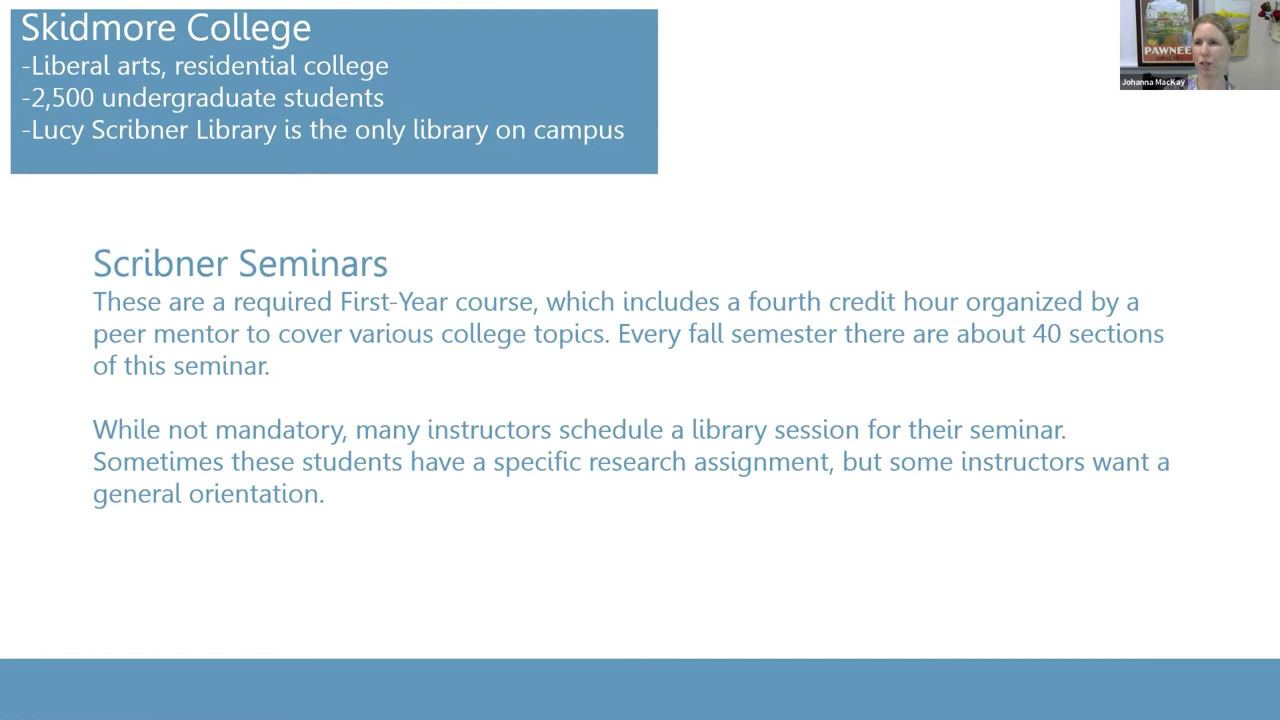 Skidmore College
-Liberal arts, residential college
-2,500 undergraduate students
-Lucy Scribner Library is the only library on campus
PAWNEE
Johanna MacKay
Scribner Seminars
These are a required First-Year course, which includes a fourth credit hour organized by a
peer mentor to cover various college topics. Every fall semester there are about 40 sections
of this seminar.
While not mandatory, many instructors schedule a library session for their seminar.
Sometimes these students have a specific research assignment, but some instructors want a
general orientation.